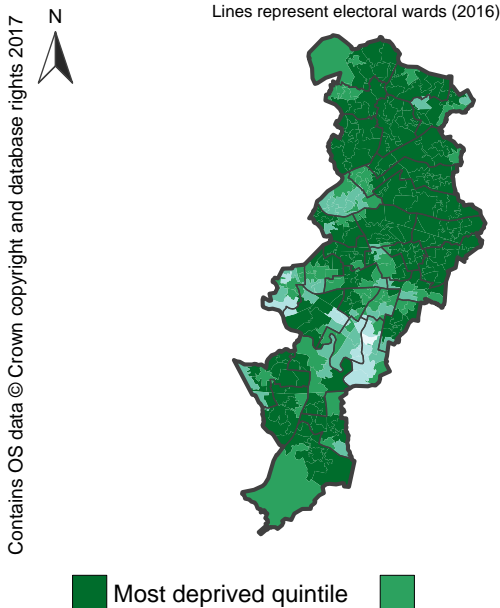 Lines represent electoral wards (2016)
N
Contains OS data © Crown copyright and database rights 2017
Most deprived quintile